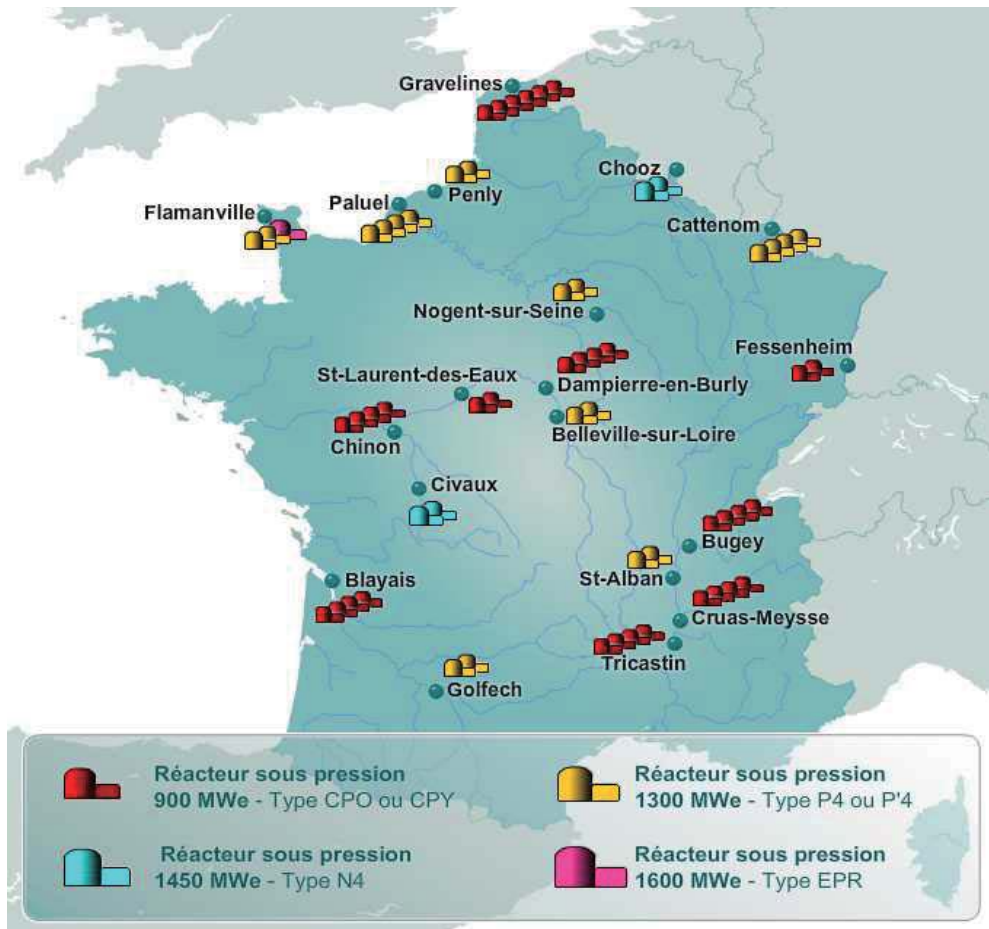 Gravelines
Chooz
Penly
Paluel
Flamanville
Cattenom
Nogent-sur-Seine
Fessenheim
St-Laurent-des-Eaux
Dampierre-en-Burly
Chinon
Belleville-sur-Loire
Civaux
Bugey
Blayais
St-Alban
Cruas-Meysse
Tricastin
Golfech
Réacteur sous pression
900 MWe - Type CPO ou CPY
Réacteur sous pression
1300 MWe - Type P4 ou P'4
Réacteur sous pression
1450 MWe - Type N4
Réacteur sous pression
1600 MWe - Type EPR